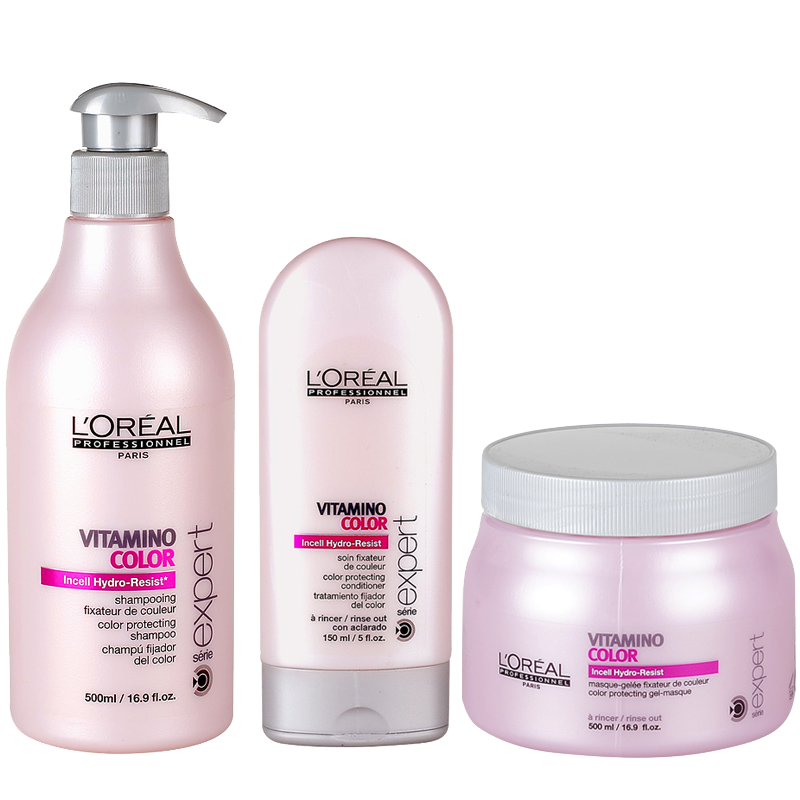 L'ORÉAL
PROFESSIONNEL
PARIS
VITAMINO
COLOR
Incell Hydro-Resist*
shampooing
fixateur de couleur
color protecting
shampoo
champú fijador
del color
500ml / 16.9 fl.oz.
série expert
L'ORÉAL
PROFESSIONNEL
PARIS
VITAMINO
COLOR
Incell Hydro-Resist
soin fixateur
de couleur
color protecting
conditioner
tratamiento fijador
del color
à rincer / rinse out
con aclarado
150 ml / 5 fl.oz.
série expert
L'ORÉAL
PROFESSIONNEL
PARIS
VITAMINO
COLOR
Incell Hydro-Resist
masque-gelée fixateur de couleur
color protecting gel-masque
à rincer / rinse out
500 ml / 16.9 fl.oz.
série expert